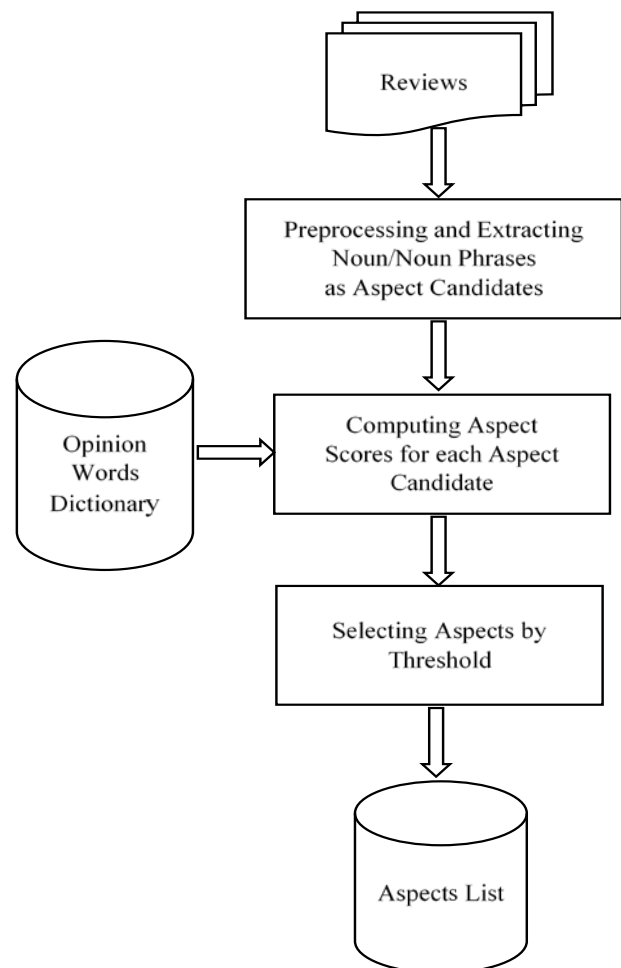 Reviews
Preprocessing and Extracting
Noun/Noun Phrases
as Aspect Candidates
Opinion
Words
Dictionary
Computing Aspect
Scores for each Aspect
Candidate
Selecting Aspects by
Threshold
Aspects List